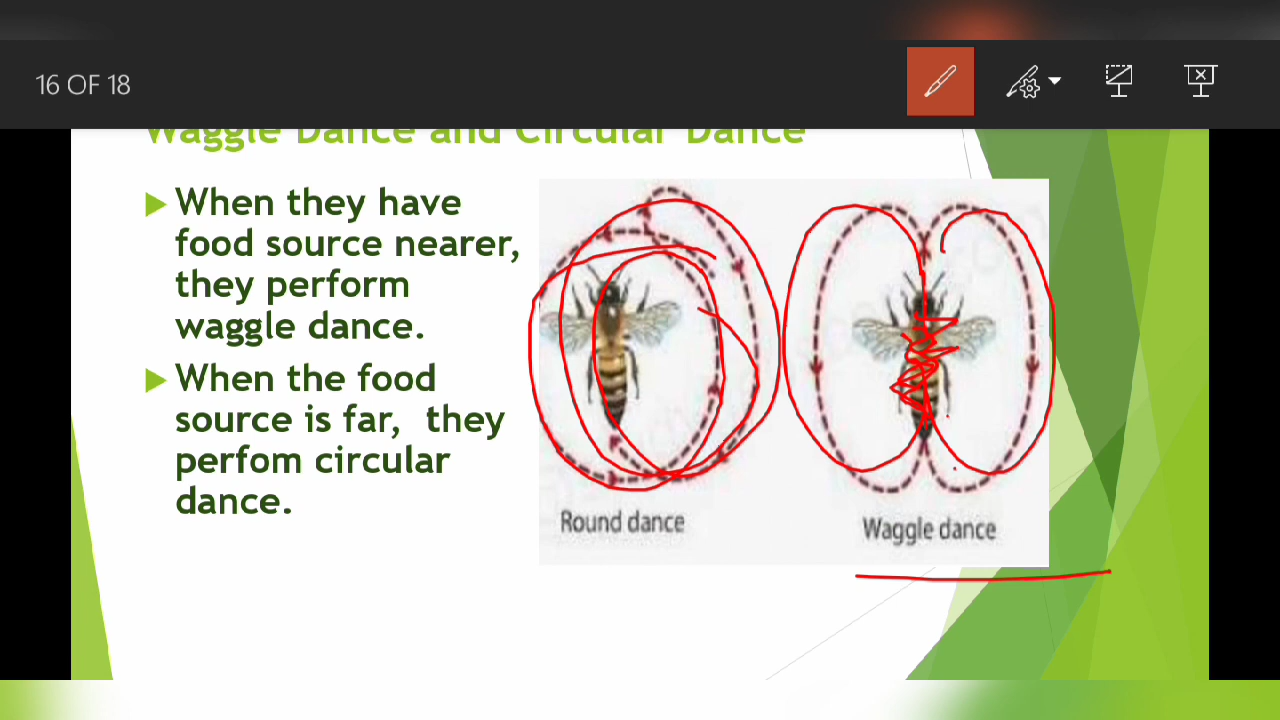 16 OF 18
Waggle Dance and Circular Dance
When they have
food source nearer,
they perform
waggle dance.
When the food
source is far, they
perfom circular
dance.
Round dance
Waggle dance